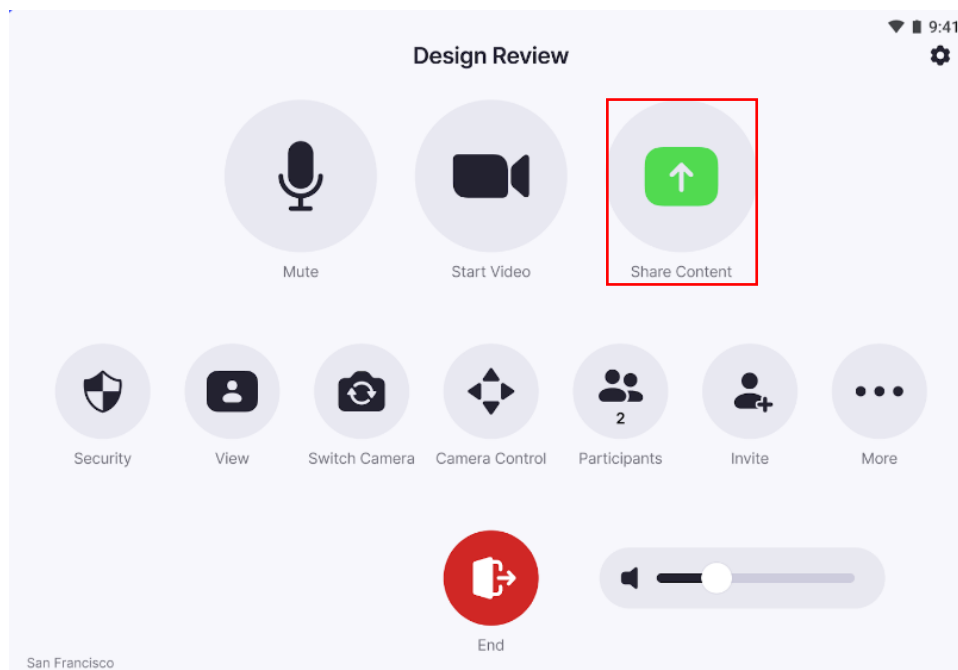 9:41
Design Review
Mute
Start Video
Share Content
2
Security
View
Switch Camera
Camera Control
Participants
Invite
More
End
San Francisco